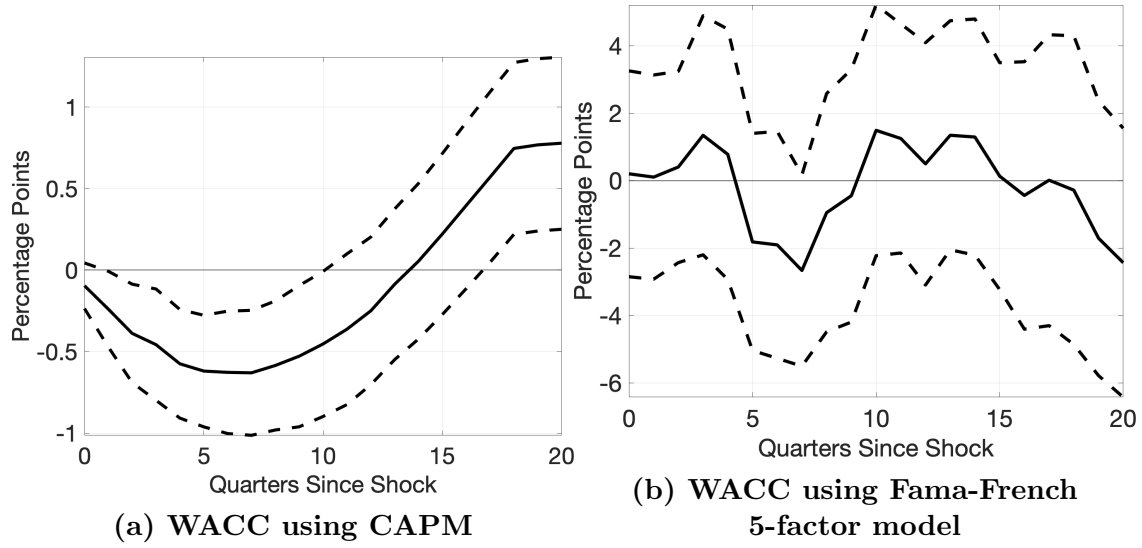 Percentage Points
1
0.5
0
-0.5
-1
0 5 10 15 20
Quarters Since Shock
(a) WACC using CAPM
Percentage Points
4
2
0
-2
-4
-6
0 5 10 15 20
Quarters Since Shock
(b) WACC using Fama-French
5-factor model